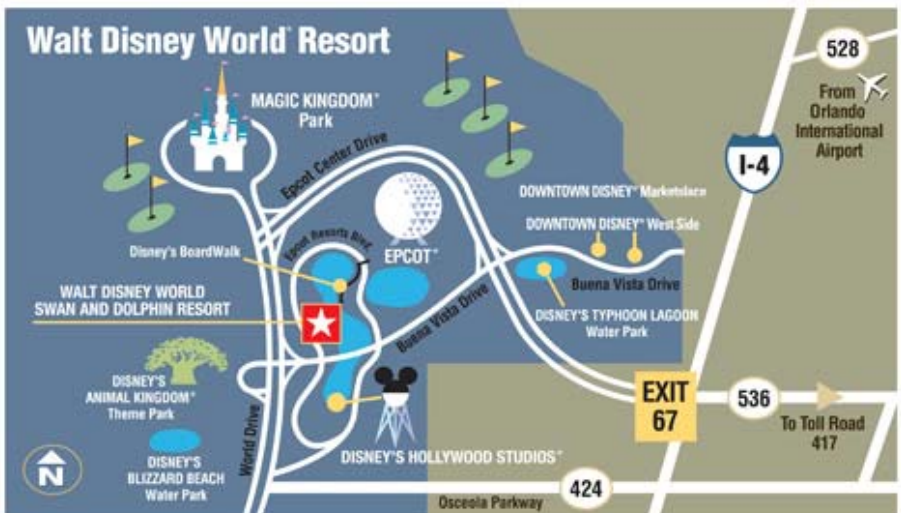 Walt Disney World® Resort
MAGIC KINGDOM®
Park
Epcot Center Drive
528
From
Orlando
International
Airport
I-4
DOWNTOWN DISNEY® Marketplace
DOWNTOWN DISNEY® West Side
Disney's BoardWalk
Epcot Resorts Blvd.
EPCOT®
Buena Vista Drive
WALT DISNEY WORLD
SWAN AND DOLPHIN RESORT
Buena Vista Drive
DISNEY'S TYPHOON LAGOON
Water Park
DISNEY'S
ANIMAL KINGDOM®
Theme Park
World Drive
EXIT
67
536
To Toll Road
417
N
DISNEY'S
BLIZZARD BEACH
Water Park
DISNEY'S HOLLYWOOD STUDIOS®
424
Osceola Parkway